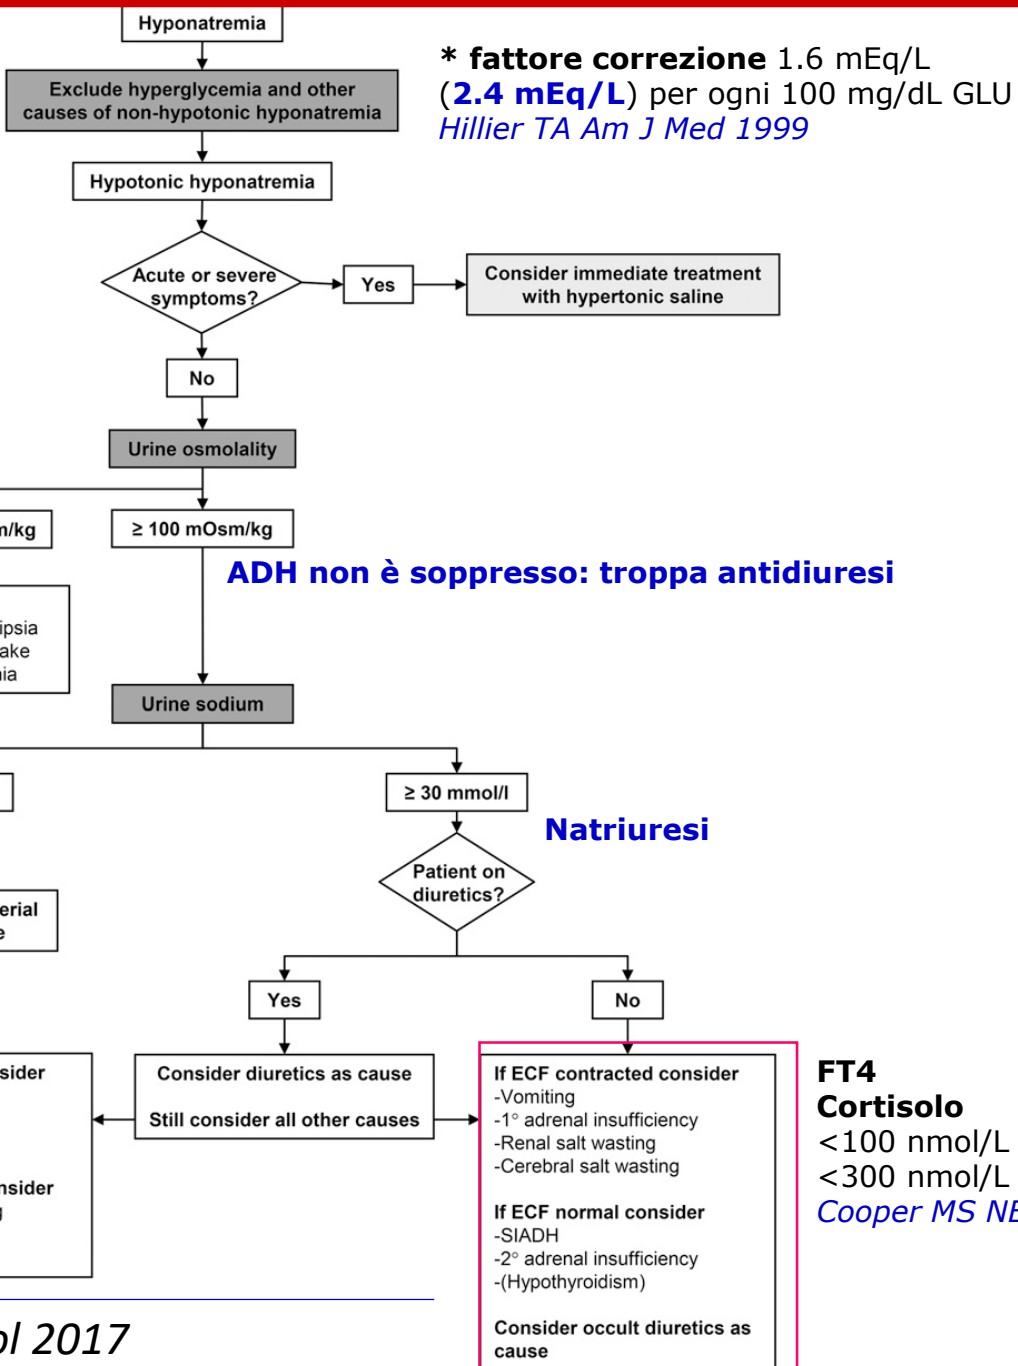 Hyponatremia
* fattore correzione 1.6 mEq/L
(2.4 mEq/L) per ogni 100 mg/dL GLU
Hillier TA Am J Med 1999
Exclude hyperglycemia and other
causes of non-hypotonic hyponatremia
Hypotonic hyponatremia
Acute or severe
symptoms?
Yes
Consider immediate treatment
with hypertonic saline
No
Urine osmolality
≥ 100 mOsm/kg
ADH non è soppresso: troppa antidiuresi
Urine sodium
≥ 30 mmol/l
Natriuresi
Patient on
diuretics?
Yes
No
Consider diuretics as cause
Still consider all other causes
If ECF contracted consider
-Vomiting
-1° adrenal insufficiency
-Renal salt wasting
-Cerebral salt wasting
If ECF normal consider
-SIADH
-2° adrenal insufficiency
-(Hypothyroidism)
Consider occult diuretics as
cause
FT4
Cortisolo
<100 nmol/L
<300 nmol/L
Cooper MS
2017